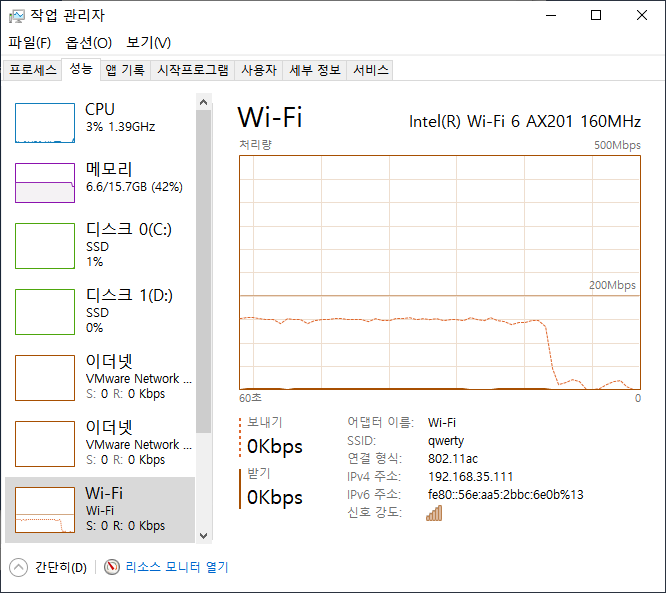 작업 관리자
파일(F) 옵션(O) 보기(V)
프로세스 성능 앱 기록 시작프로그램 사용자 세부 정보 서비스
CPU
3% 1.39GHz
메모리
6.6/15.7GB (42%)
디스크 0(C:)
SSD
1%
디스크 1(D:)
SSD
0%
이더넷
VMware Network ...
S: 0 R: 0 Kbps
이더넷
VMware Network ...
S: 0 R: 0 Kbps
Wi-Fi
Wi-Fi
S: 0 R: 0 Kbps
Wi-Fi Intel(R) Wi-Fi 6 AX201 160MHz
처리량 500Mbps
200Mbps
60초 0
보내기
0Kbps
받기
0Kbps
어댑터 이름: Wi-Fi
SSID: qwerty
연결 형식: 802.11ac
IPv4 주소: 192.168.35.111
IPv6 주소: fe80::56e:aa5:2bbc:6e0b%13
신호 강도:
간단히(D) 리소스 모니터 열기